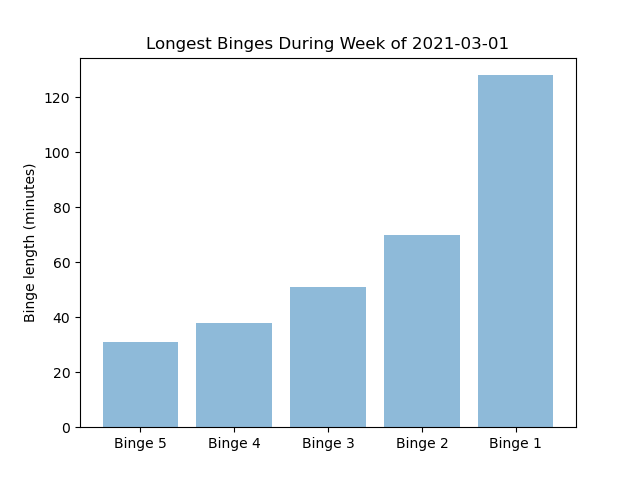 Longest Binges During Week of 2021-03-01
Binge length (minutes)
120
100
80
60
40
20
0
Binge 5
Binge 4
Binge 3
Binge 2
Binge 1